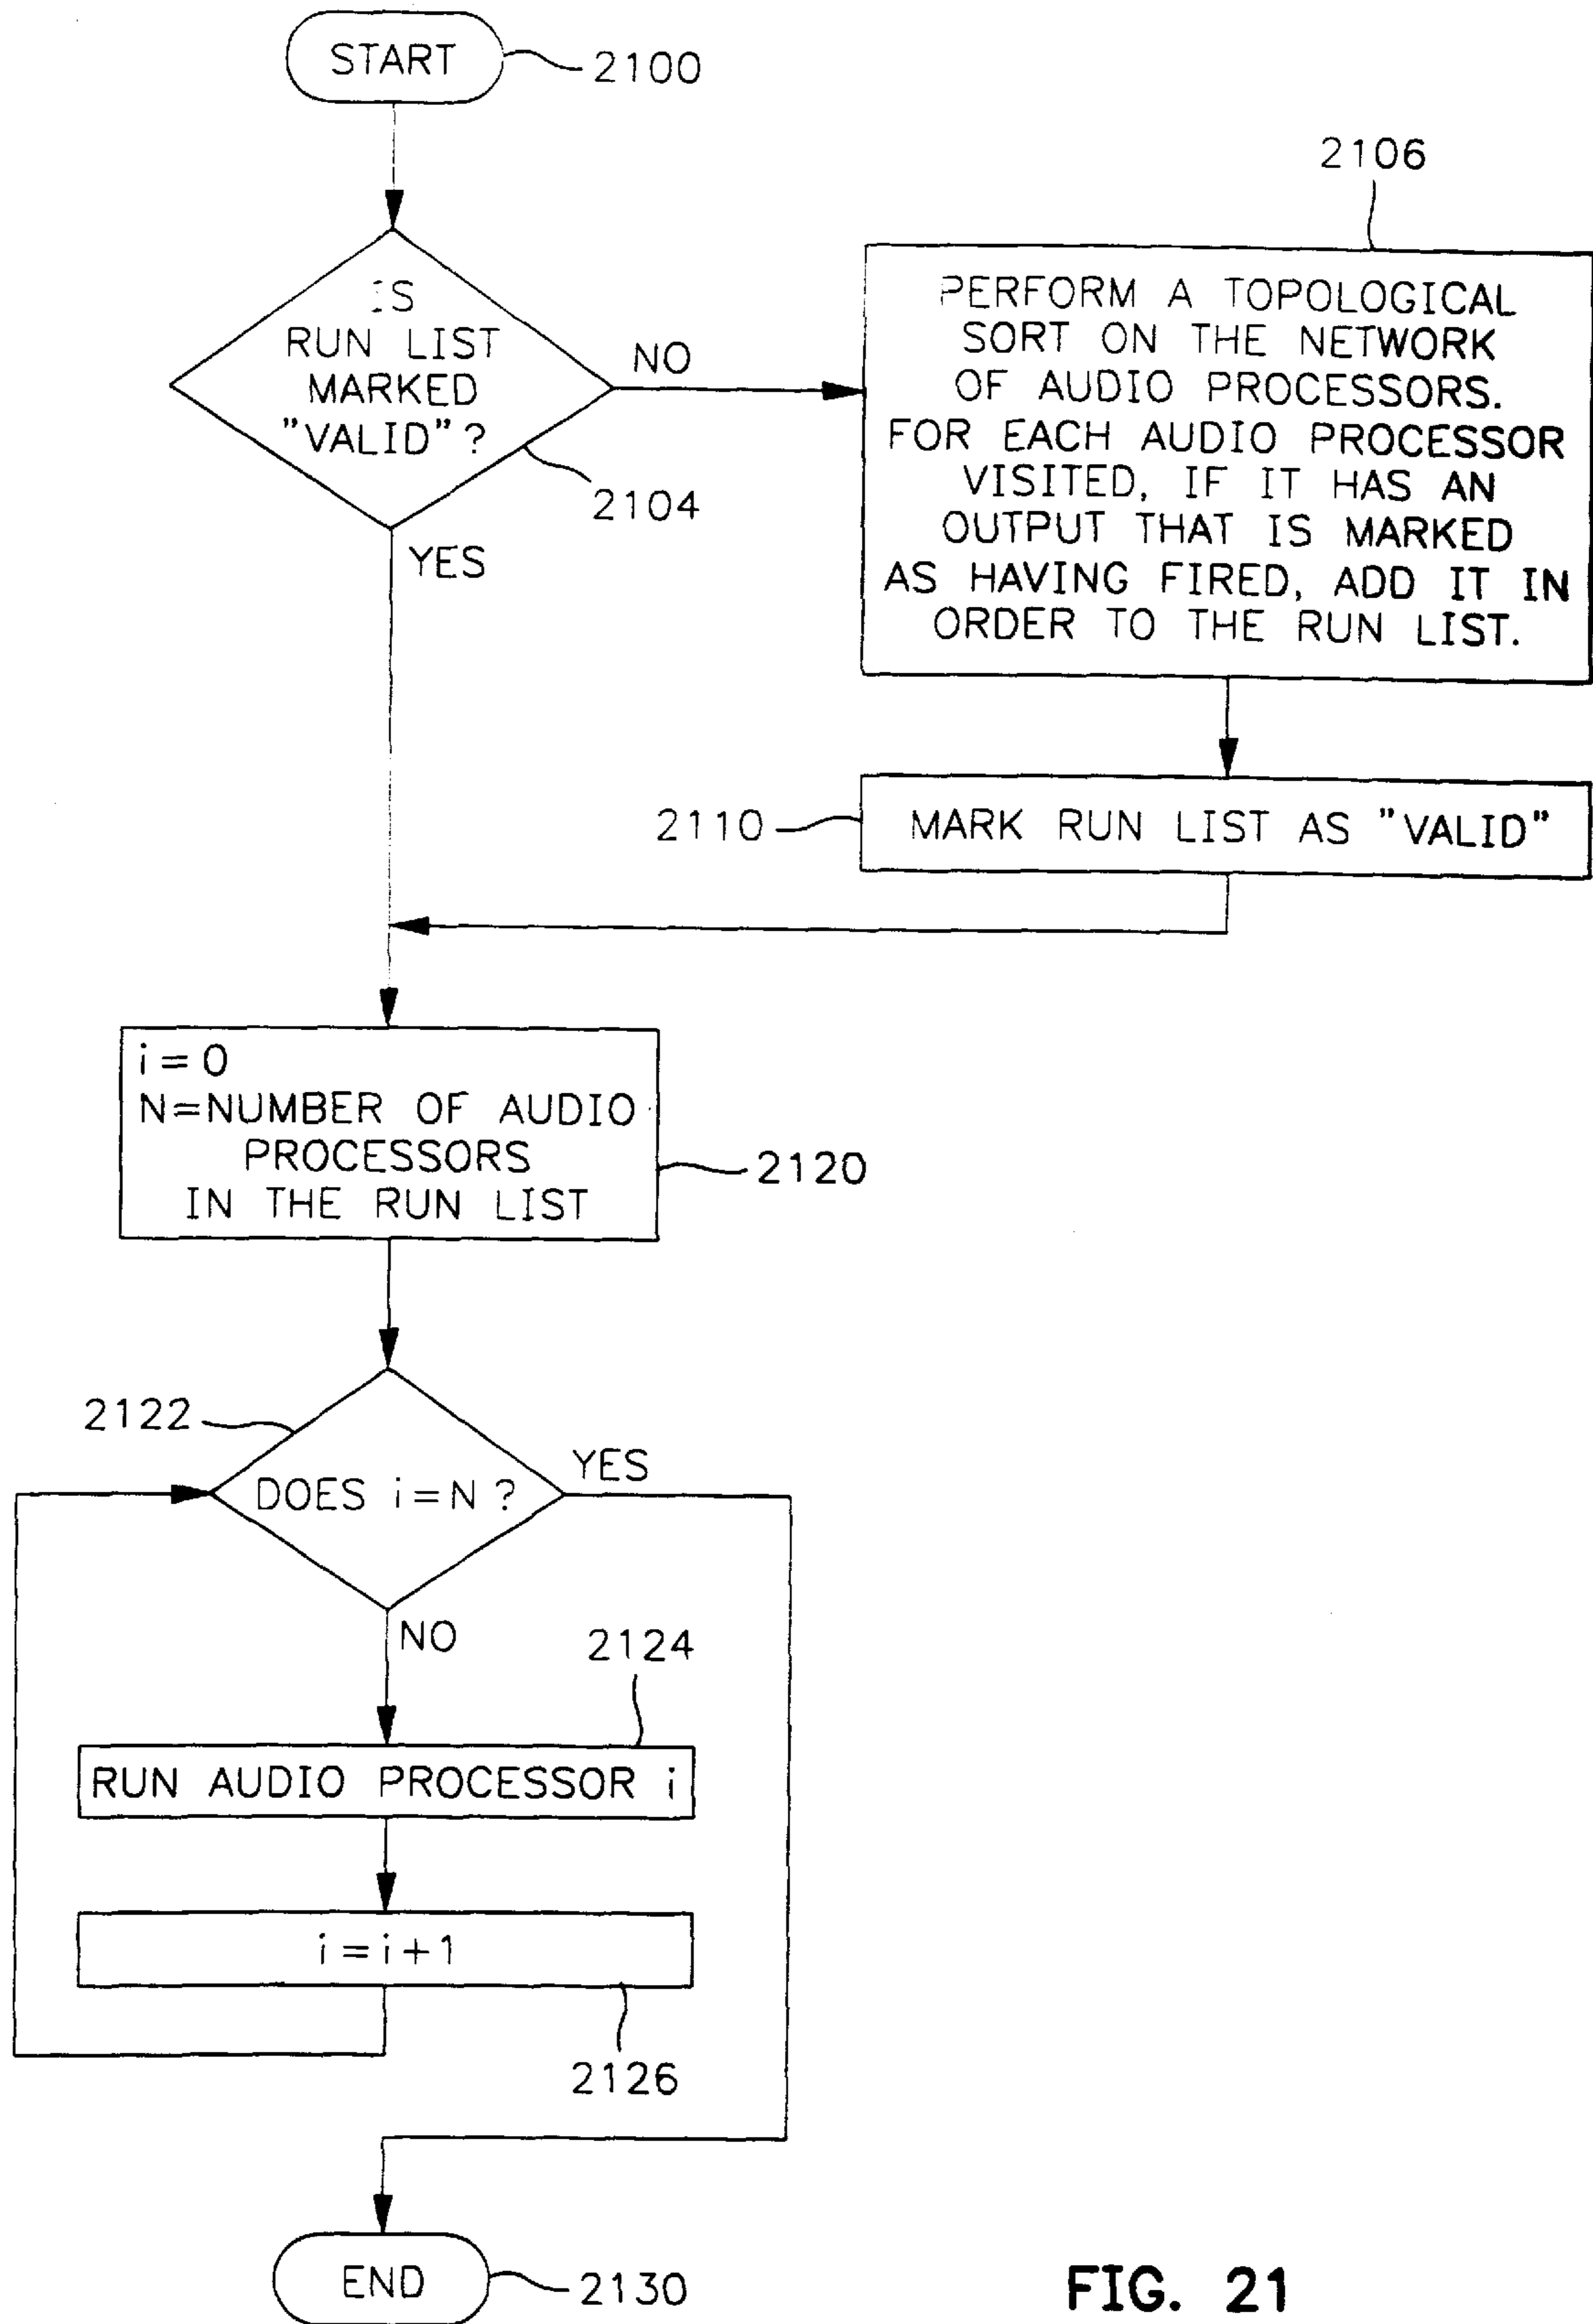 START
2100
2106
IS
RUN LIST
MARKED
"VALID"?
NO
2104
YES
PERFORM A TOPOLOGICAL
SORT ON THE NETWORK
OF AUDIO PROCESSORS.
FOR EACH AUDIO PROCESSOR
VISITED, IF IT HAS AN
OUTPUT THAT IS MARKED
AS HAVING FIRED, ADD IT IN
ORDER TO THE RUN LIST.
2110
MARK RUN LIST AS "VALID"
i=0
N=NUMBER OF AUDIO
PROCESSORS
IN THE RUN LIST
2120
2122
DOES i=N ?
YES
NO
2124
RUN AUDIO PROCESSOR i
i=i+1
2126
END
2130
FIG. 21